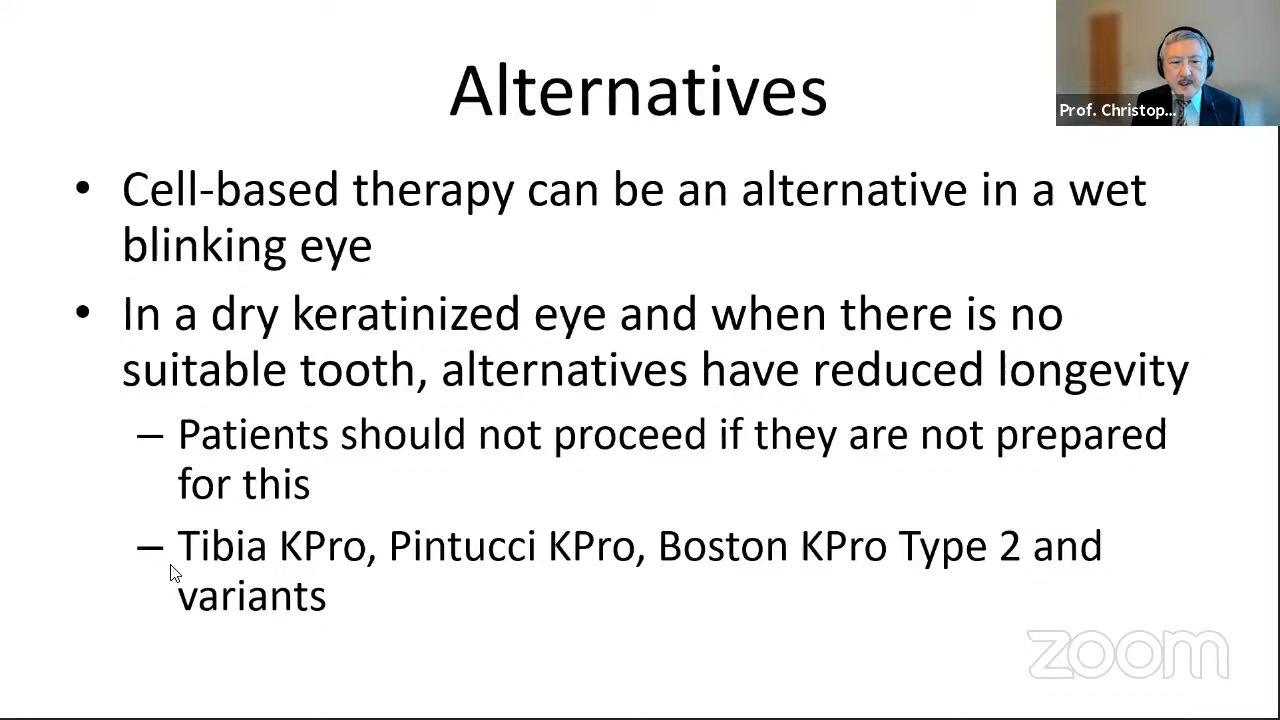 Alternatives
Prof. Christop...
• Cell-based therapy can be an alternative in a wet
blinking eye
• In a dry keratinized eye and when there is no
suitable tooth, alternatives have reduced longevity
– Patients should not proceed if they are not prepared
for this
– Tibia KPro, Pintucci KPro, Boston KPro Type 2 and
variants
zoom